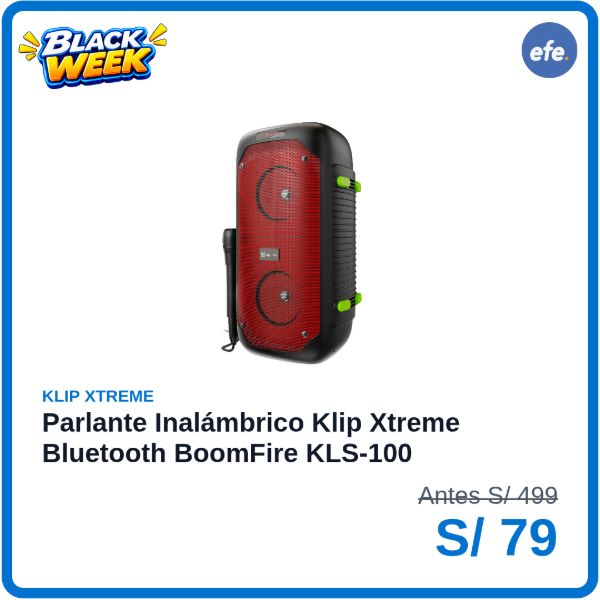 BLACK
WEEK
efe.
KLIP XTREME
Parlante Inalámbrico Klip Xtreme
Bluetooth BoomFire KLS-100
Antes S/ 499
S/ 79